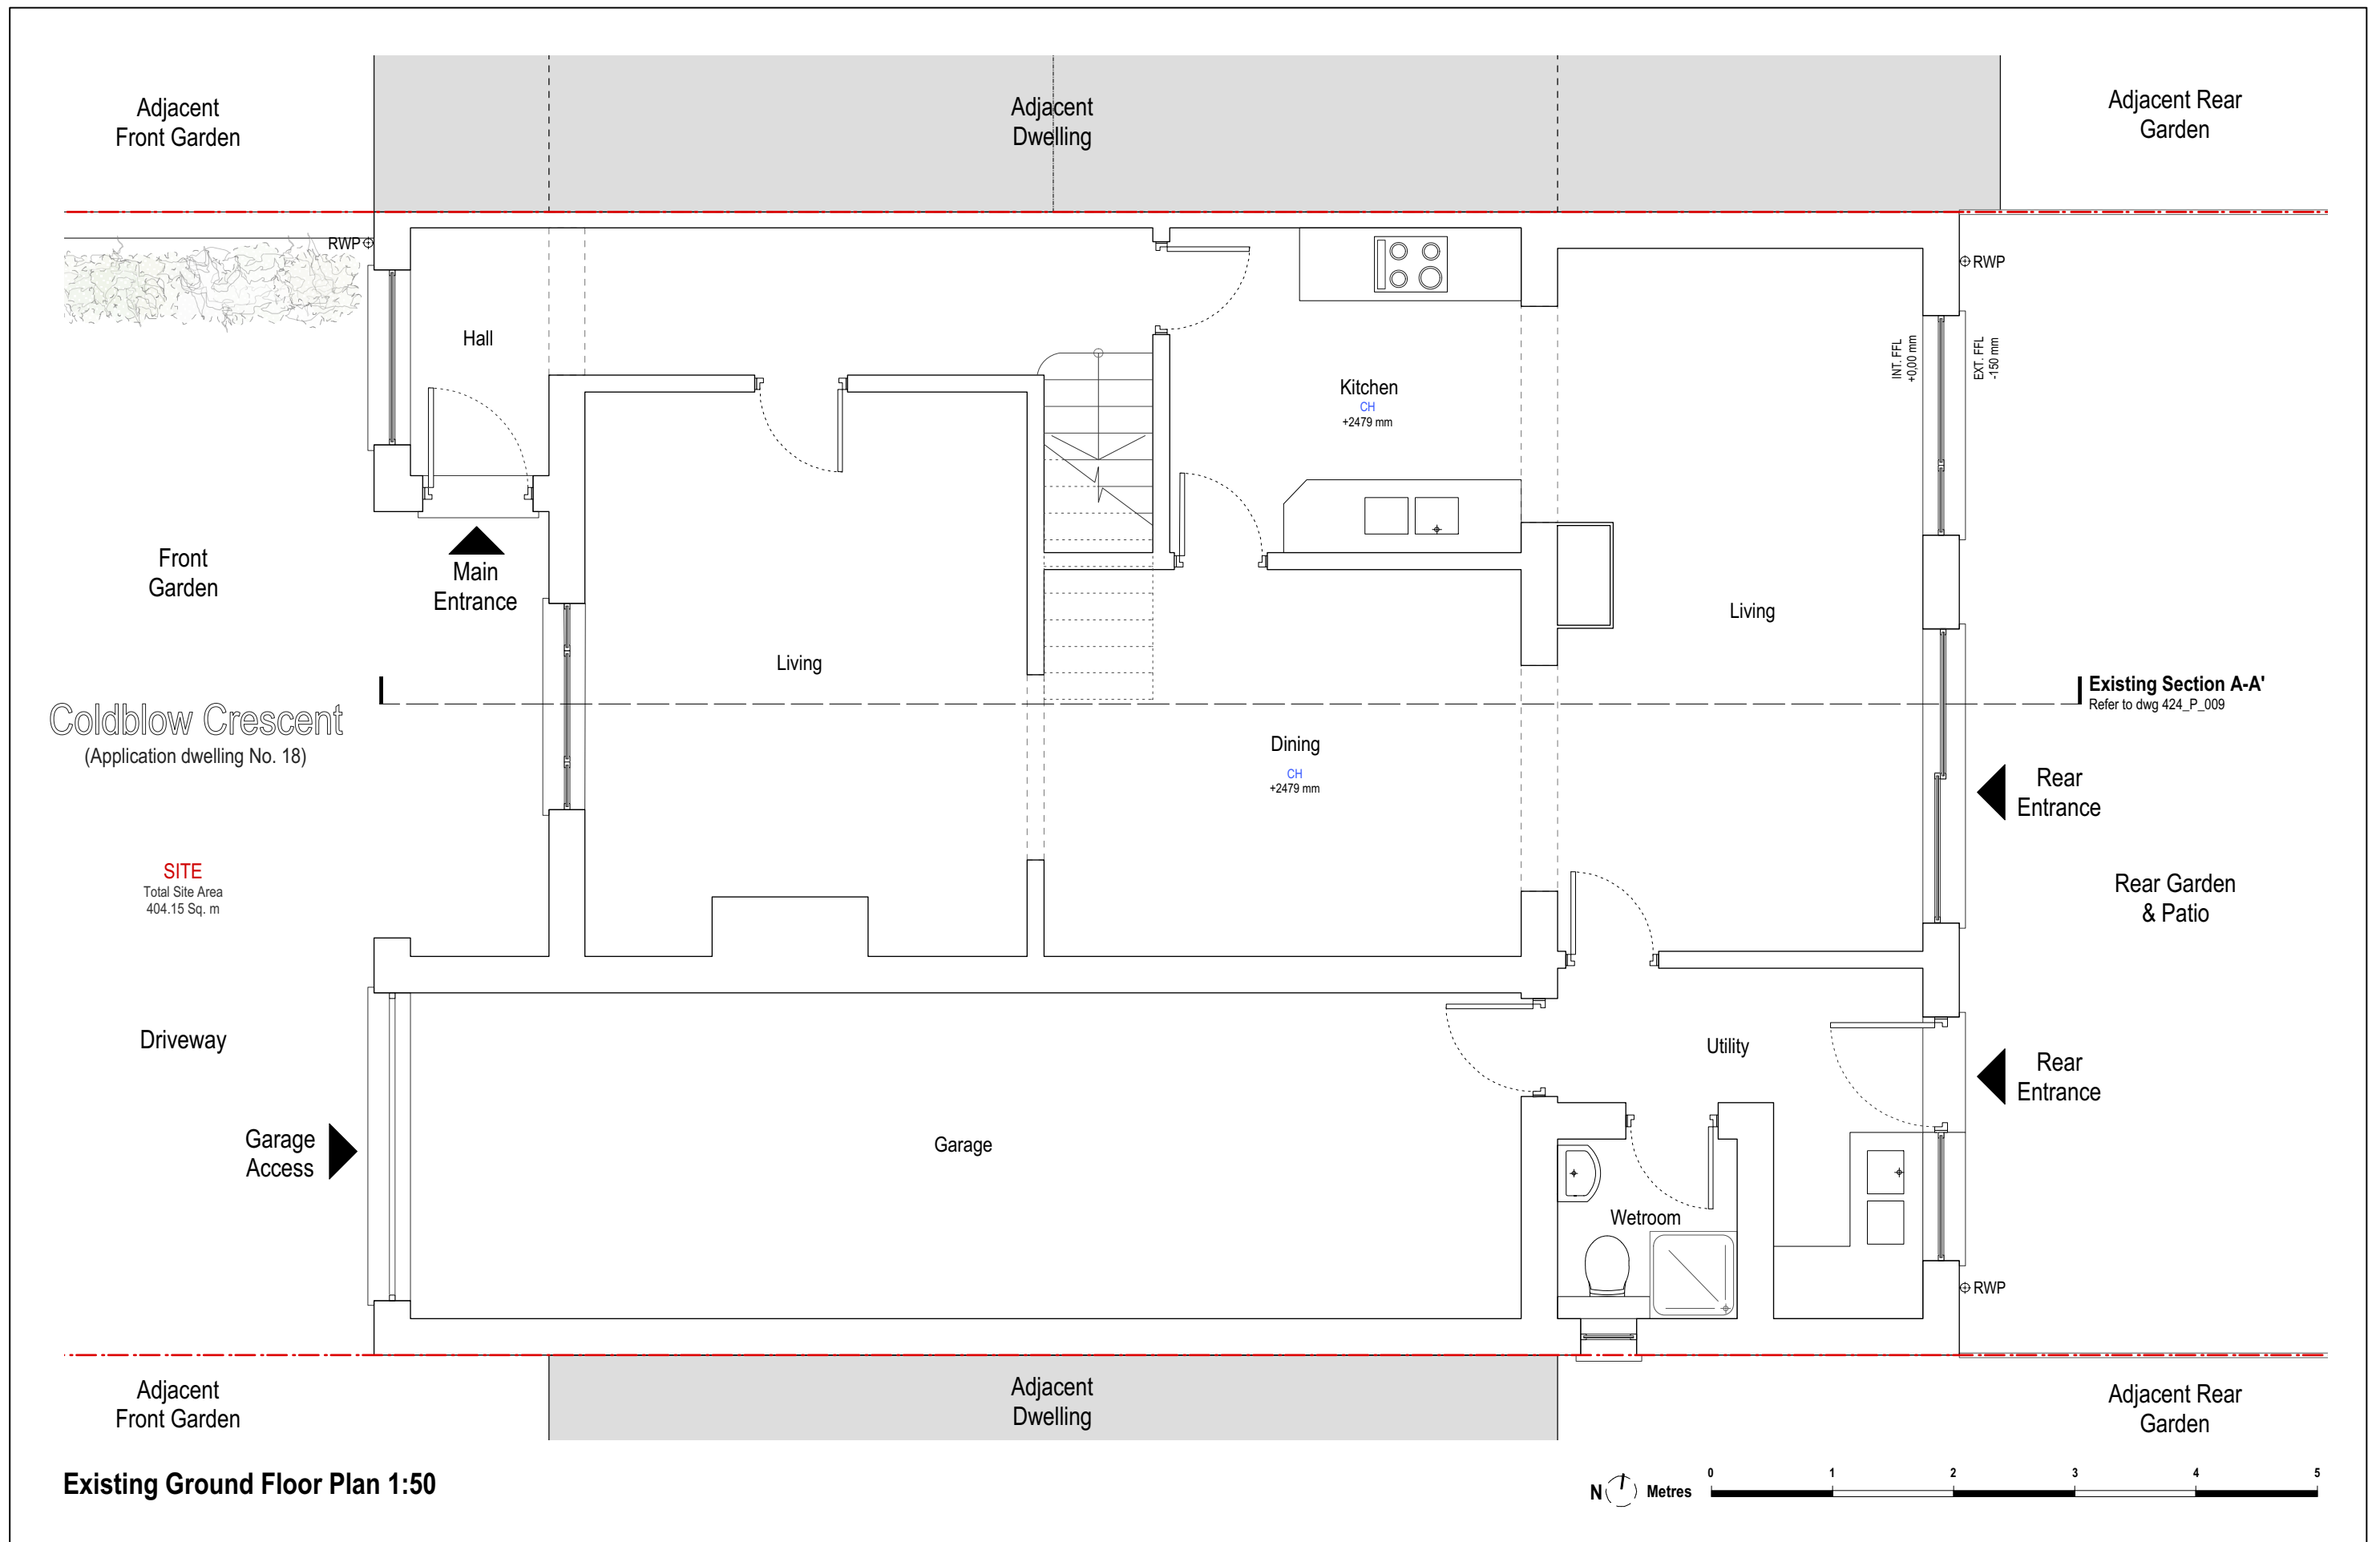 Adjacent
Front Garden
Adjacent
Dwelling
Adjacent Rear
Garden
RWP
RWP
Hall
INT. FFL
+0,00 mm
EXT. FFL
-150 mm
Kitchen
CH
+2479 mm
Front
Garden
Main
Entrance
Living
Living
Existing Section A-A'
Refer to dwg 424_P_009
Coldblow Crescent
(Application dwelling No. 18)
Dining
CH
+2479 mm
Rear
Entrance
SITE
Total Site Area
404.15 Sq. m
Rear Garden
& Patio
Driveway
Utility
Rear
Entrance
Garage
Access
Garage
Wetroom
RWP
Adjacent
Front Garden
Adjacent
Dwelling
Adjacent Rear
Garden
Existing Ground Floor Plan 1:50
N
Metres
0 1 2 3 4 5